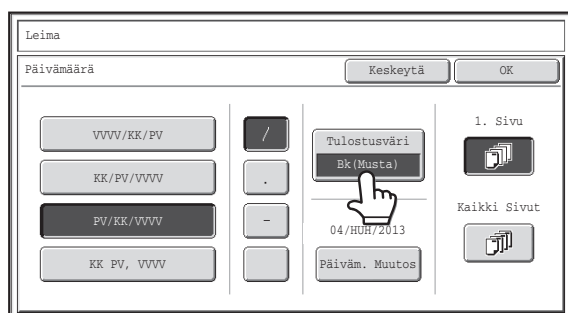 Leima
Päivämäärä
Keskeytä
OK
VVVV/KK/PV
KK/PV/VVVV
PV/KK/VVVV
KK PV, VVVV
/
.
-
Tulostusväri
Bk(Musta)
04/HUH/2013
Päiväm. Muutos
1. Sivu
Kaikki Sivut